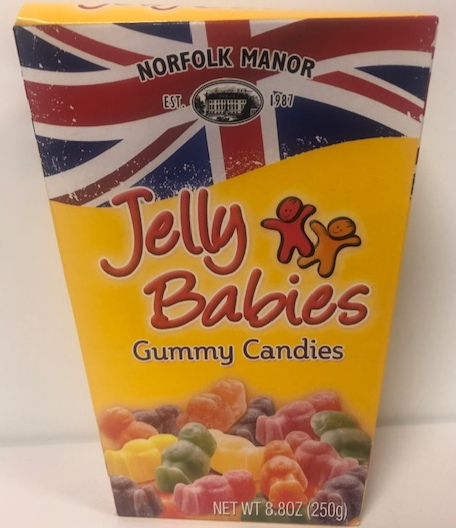 NORFOLK MANOR
EST. 1987
Jelly
Babies
Gummy Candies
NET WT 8.8OZ (250g)